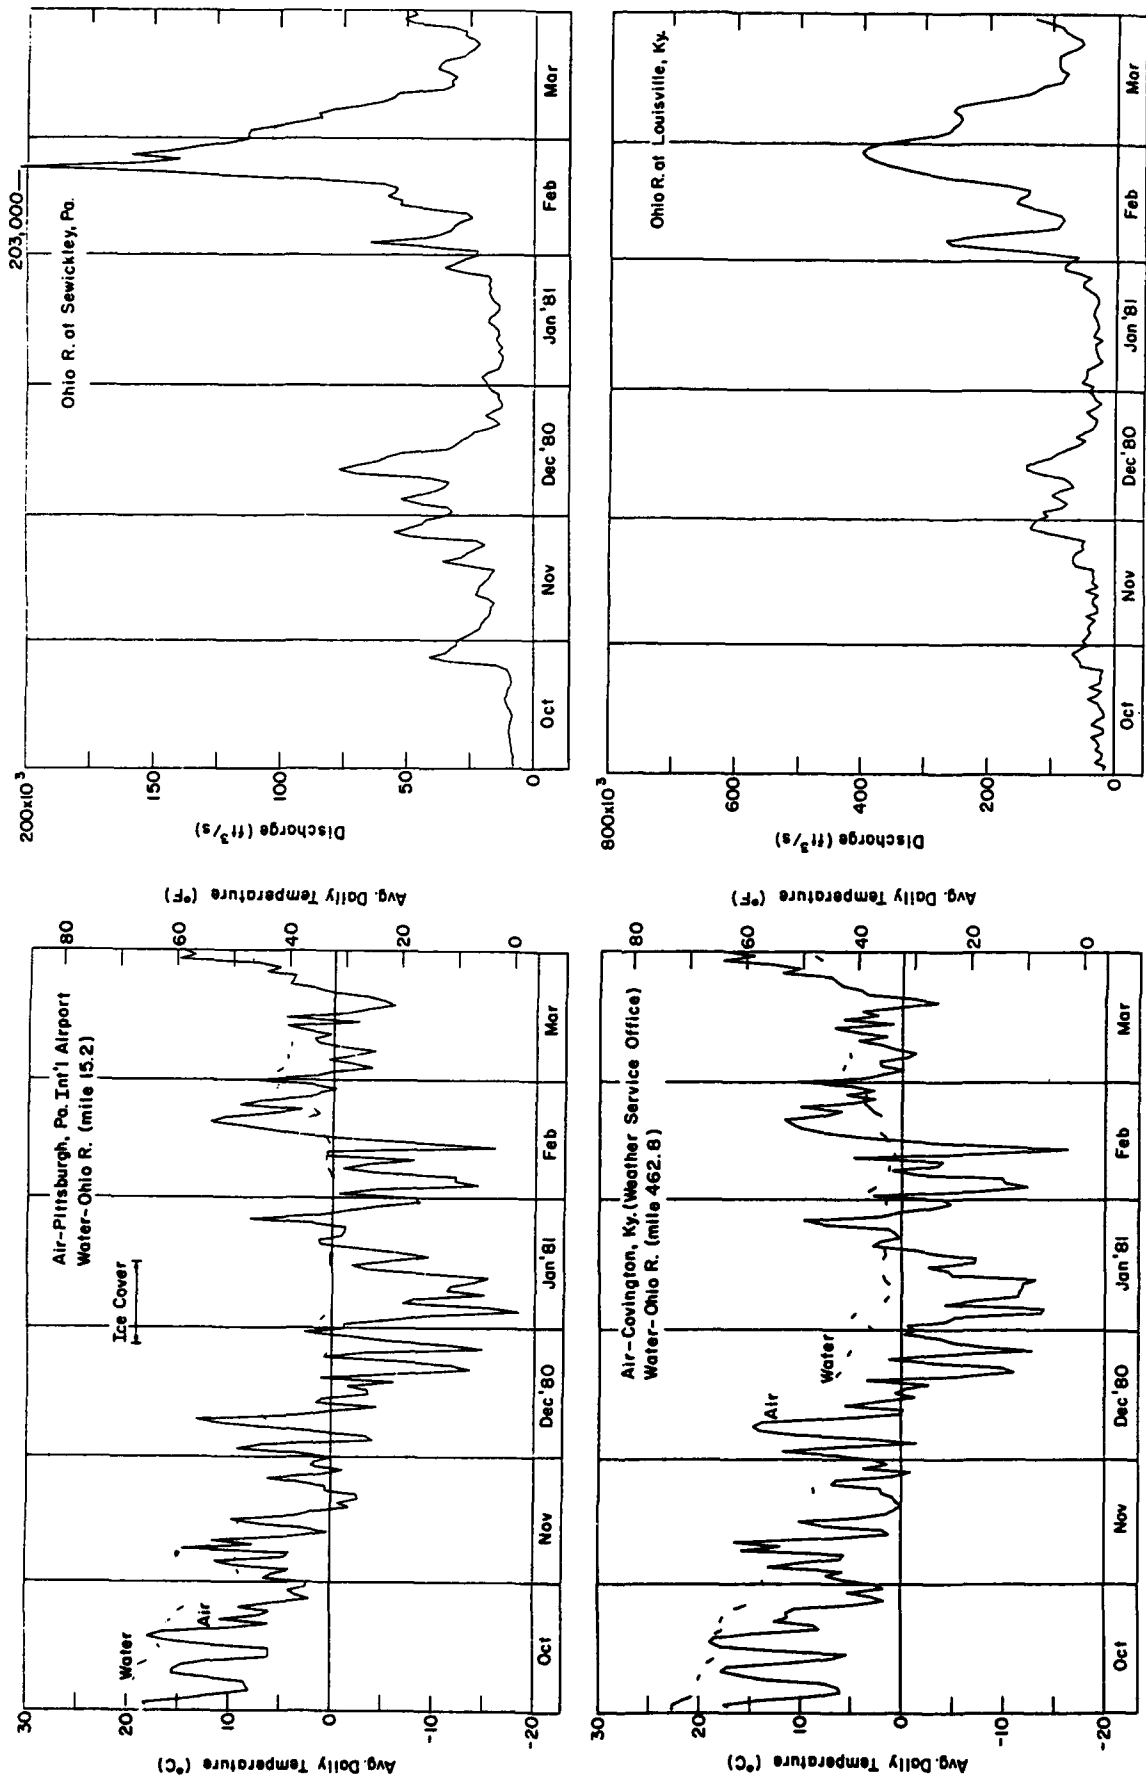 203,000
200x10³
150
100
50
0
Discharge (ft³/s)
Ohio R. at Sewickley, Pa.
Oct
Nov
Dec '80
Jan '81
Feb
Mar
800x10³
600
400
200
0
Discharge (ft³/s)
Ohio R. at Louisville, Ky.
Oct
Nov
Dec '80
Jan '81
Feb
Mar
30
20
10
0
-10
-20
Avg. Daily Temperature (°C)
Air-Pittsburgh, Pa. Int'l Airport
Water-Ohio R. (mile 15.2)
Ice Cover
Water
Air
80
60
40
20
0
Avg. Daily Temperature (°F)
Oct
Nov
Dec '80
Jan '81
Feb
Mar
30
20
10
0
-10
-20
Avg. Daily Temperature (°C)
Air-Covington, Ky. (Weather Service Office)
Water-Ohio R. (mile 462.8)
Water
Air
80
60
40
20
0
Avg. Daily Temperature (°F)
Oct
Nov
Dec '80
Jan '81
Feb
Mar